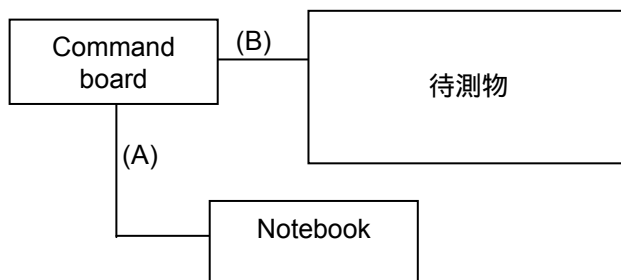 Command
board
(B)
待測物
(A)
Notebook